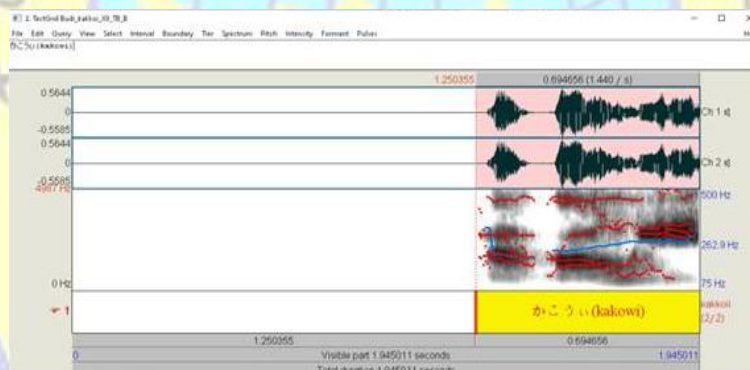 2. TextGrid Budi_kakkoi_X9_TB_B
File Edit Query View Select Interval Boundary Tier Spectrum Pitch Intensity Formant Pulses
かこうぃ(kakowi)
1.250355 0.694656 (1.440 / s)
0.5644
0
-0.5585
Ch 1
0.5644
0
-0.5585
Ch 2
4987 Hz 500 Hz
262.9 Hz
0 Hz 75 Hz
1 かこうぃ(kakowi) kakkoii
(2/2)
1.250355 0.694656
0 Visible part 1.945011 seconds 1.945011
Total duration 1.945011 seconds